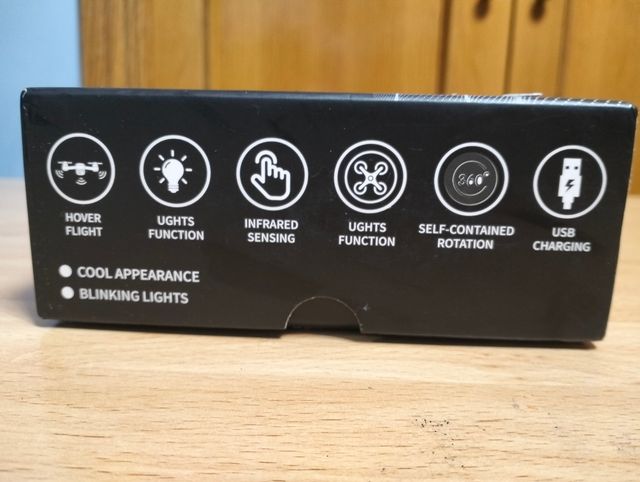 HOVER
FLIGHT
UGHTS
FUNCTION
INFRARED
SENSING
UGHTS
FUNCTION
360°
SELF-CONTAINED
ROTATION
USB
CHARGING
COOL APPEARANCE
BLINKING LIGHTS